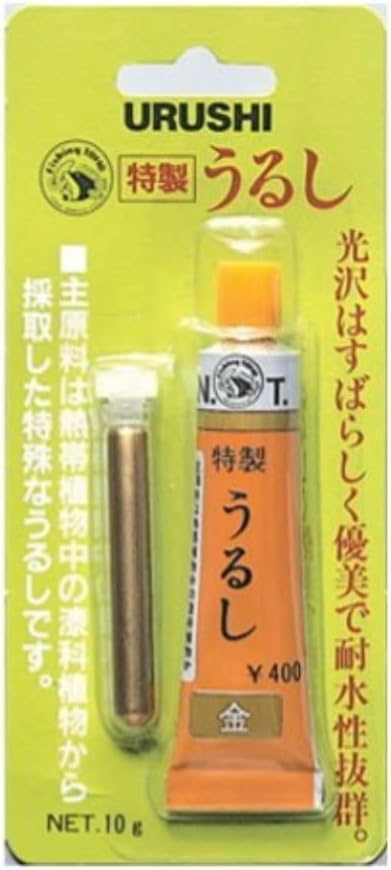 URUSHI
Fishing
特製
うるし
光沢はすばらしく優美で耐水性抜群。
■主原料は熱帯植物中の漆科植物から
採取した特殊なうるしです。
N.
T.
特製
うるし
¥400
金
NET.10g